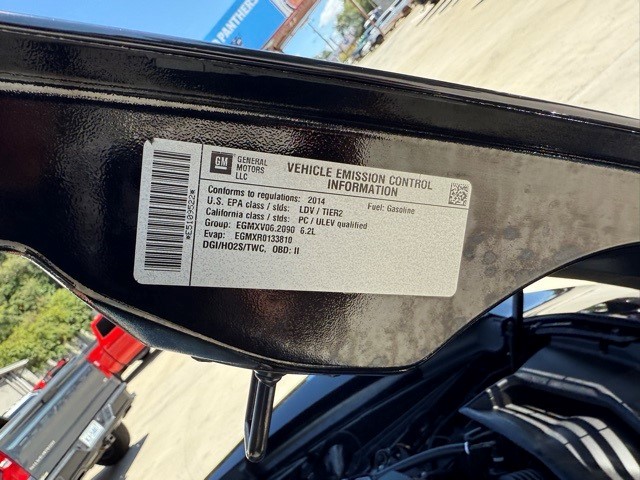 PANTHERS
*E5109522*
GM
GENERAL
MOTORS
LLC
VEHICLE EMISSION CONTROL
INFORMATION
Conforms to regulations: 2014 Fuel: Gasoline
U.S. EPA class / stds: LDV / TIER2
California class / stds: PC / ULEV qualified
Group: EGMXV06.2090 6.2L
Evap: EGMXR0133810
DGI/HO2S/TWC, OBD: II